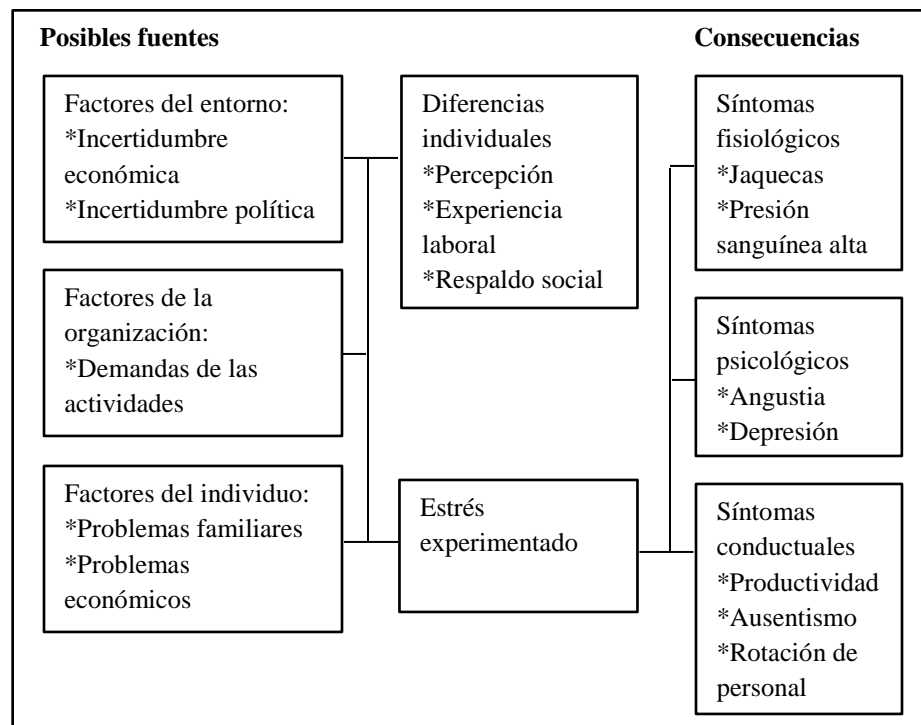 Posibles fuentes
Factores del entorno:
*Incertidumbre
económica
*Incertidumbre política
Factores de la
organización:
*Demandas de las
actividades
Factores del individuo:
*Problemas familiares
*Problemas
económicos
Diferencias
individuales
*Percepción
*Experiencia
laboral
*Respaldo social
Estrés
experimentado
Consecuencias
Síntomas
fisiológicos
*Jaquecas
*Presión
sanguínea alta
Síntomas
psicológicos
*Angustia
*Depresión
Síntomas
conductuales
*Productividad
*Ausentismo
*Rotación de
personal